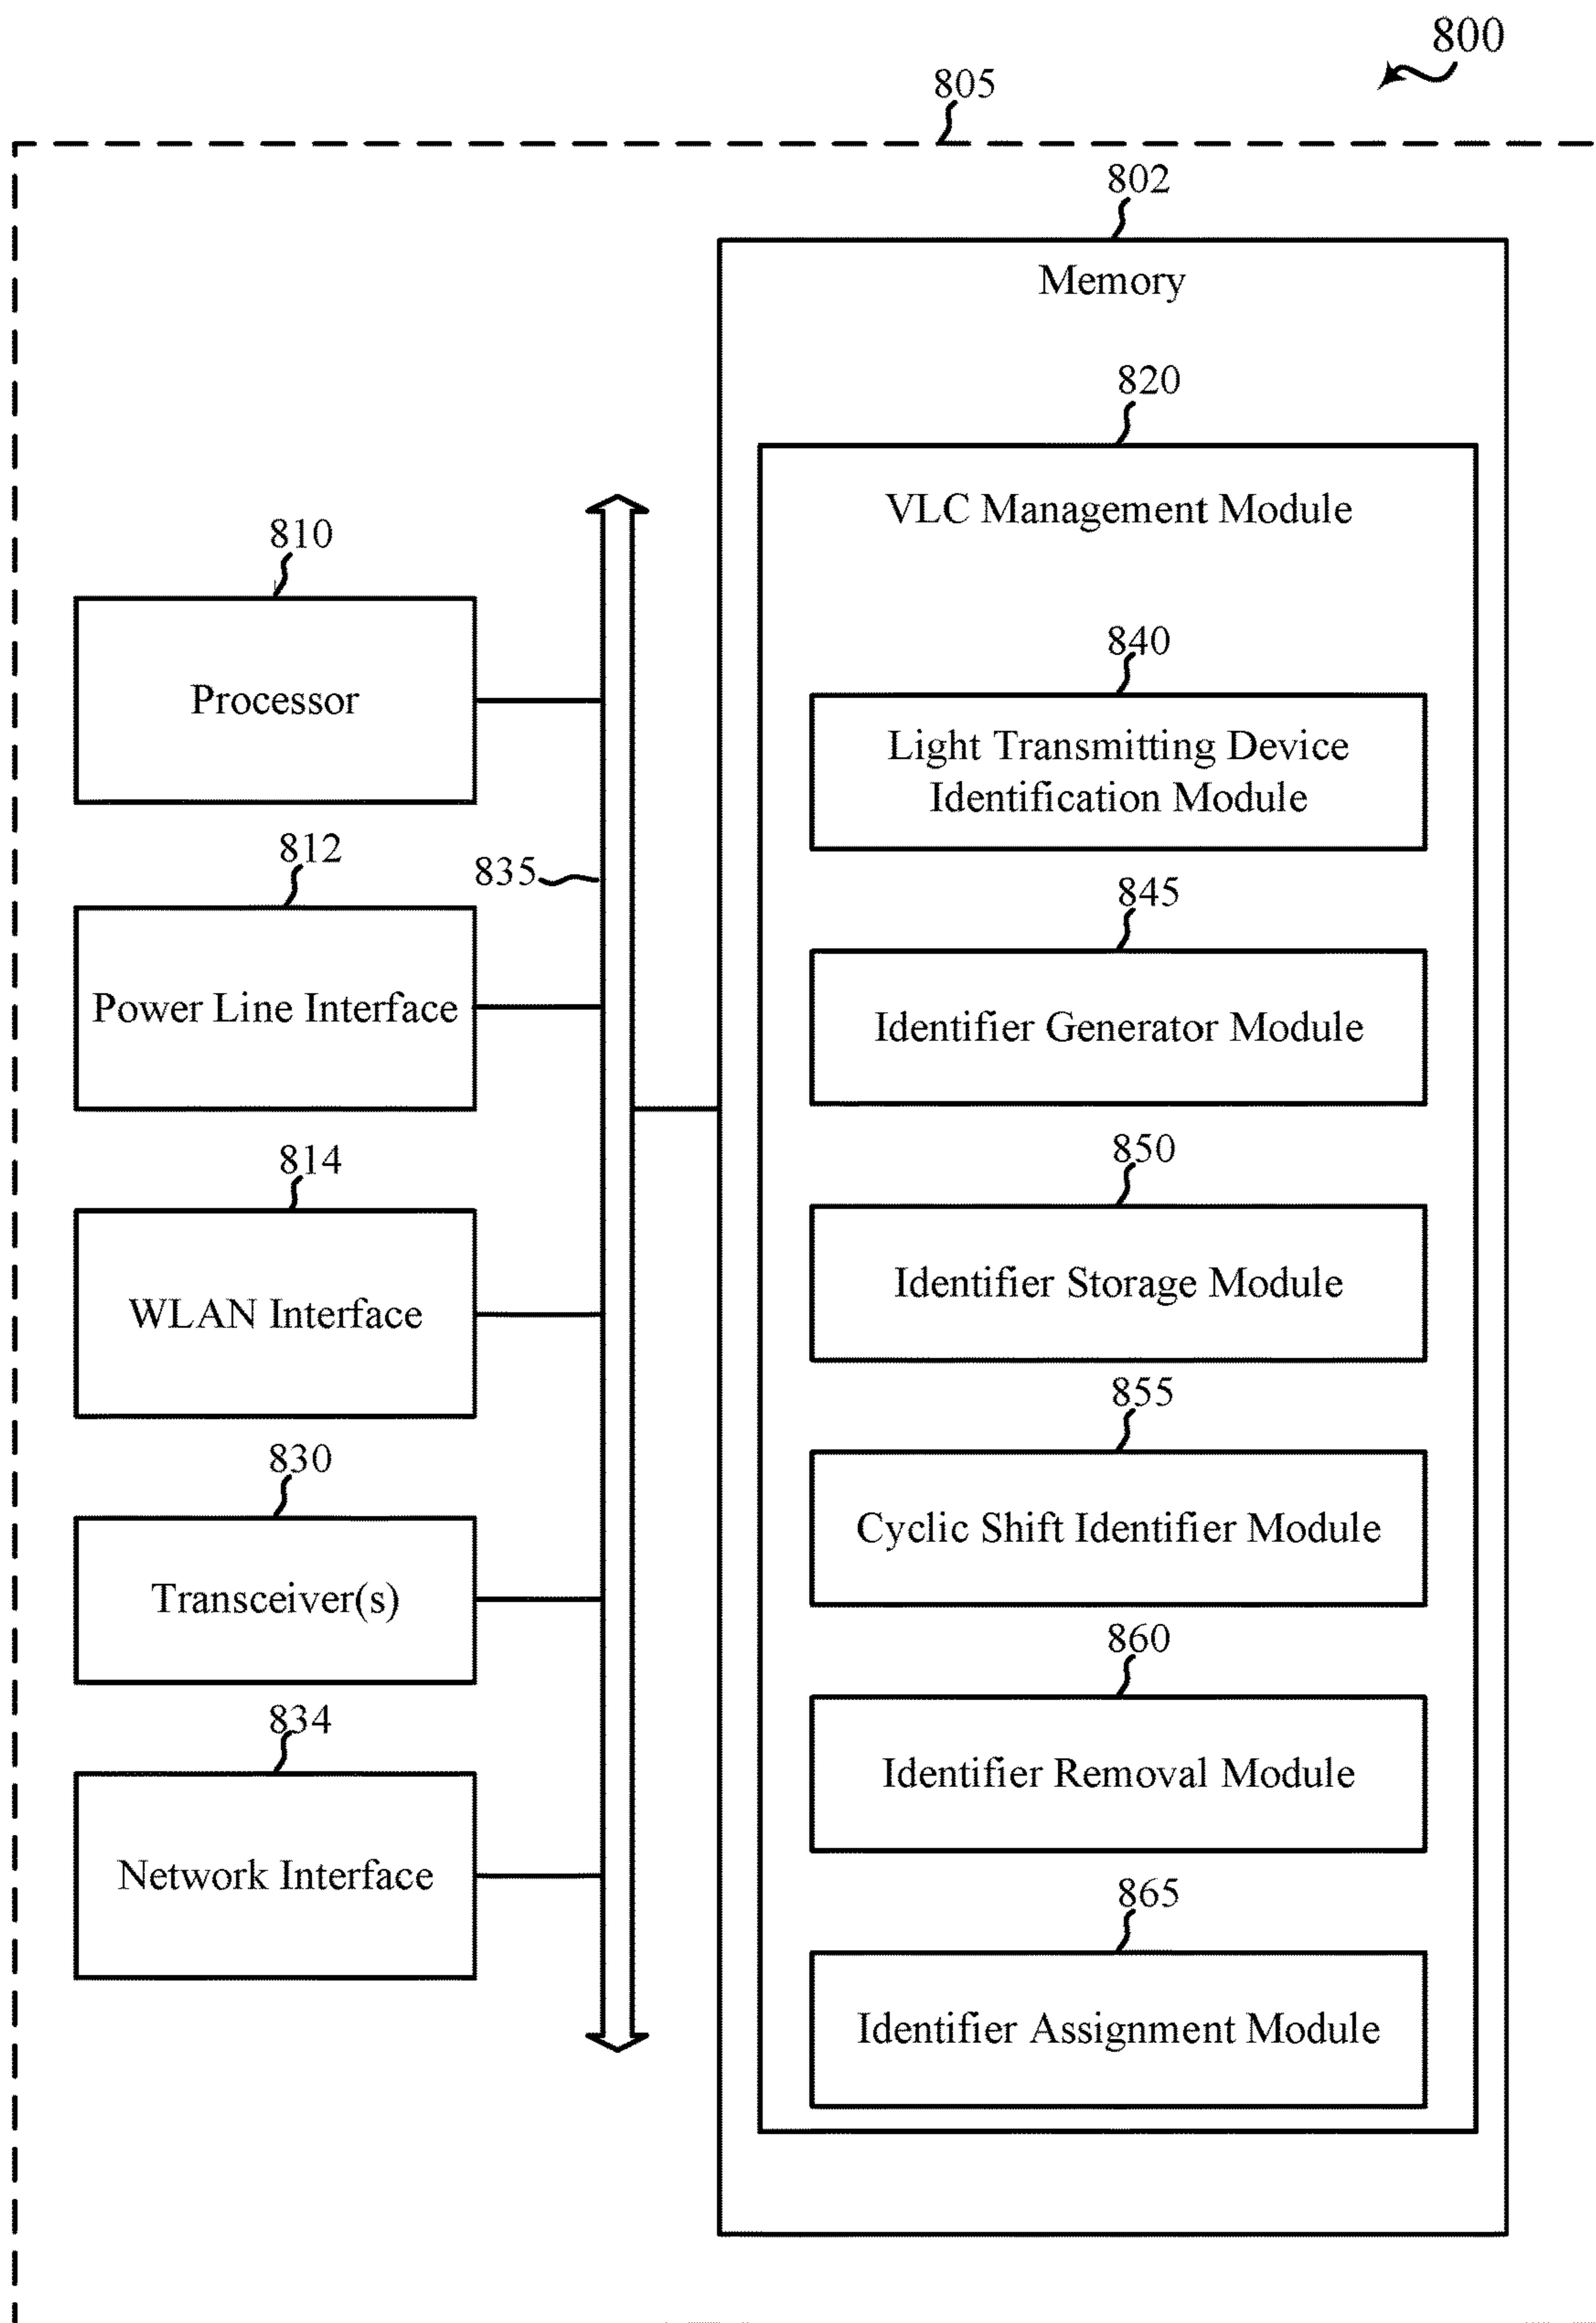 800
805
802
Memory
820
VLC Management Module
810
Processor
840
Light Transmitting Device
Identification Module
812
835
Power Line Interface
845
Identifier Generator Module
814
WLAN Interface
850
Identifier Storage Module
830
Transceiver(s)
855
Cyclic Shift Identifier Module
834
Network Interface
860
Identifier Removal Module
865
Identifier Assignment Module